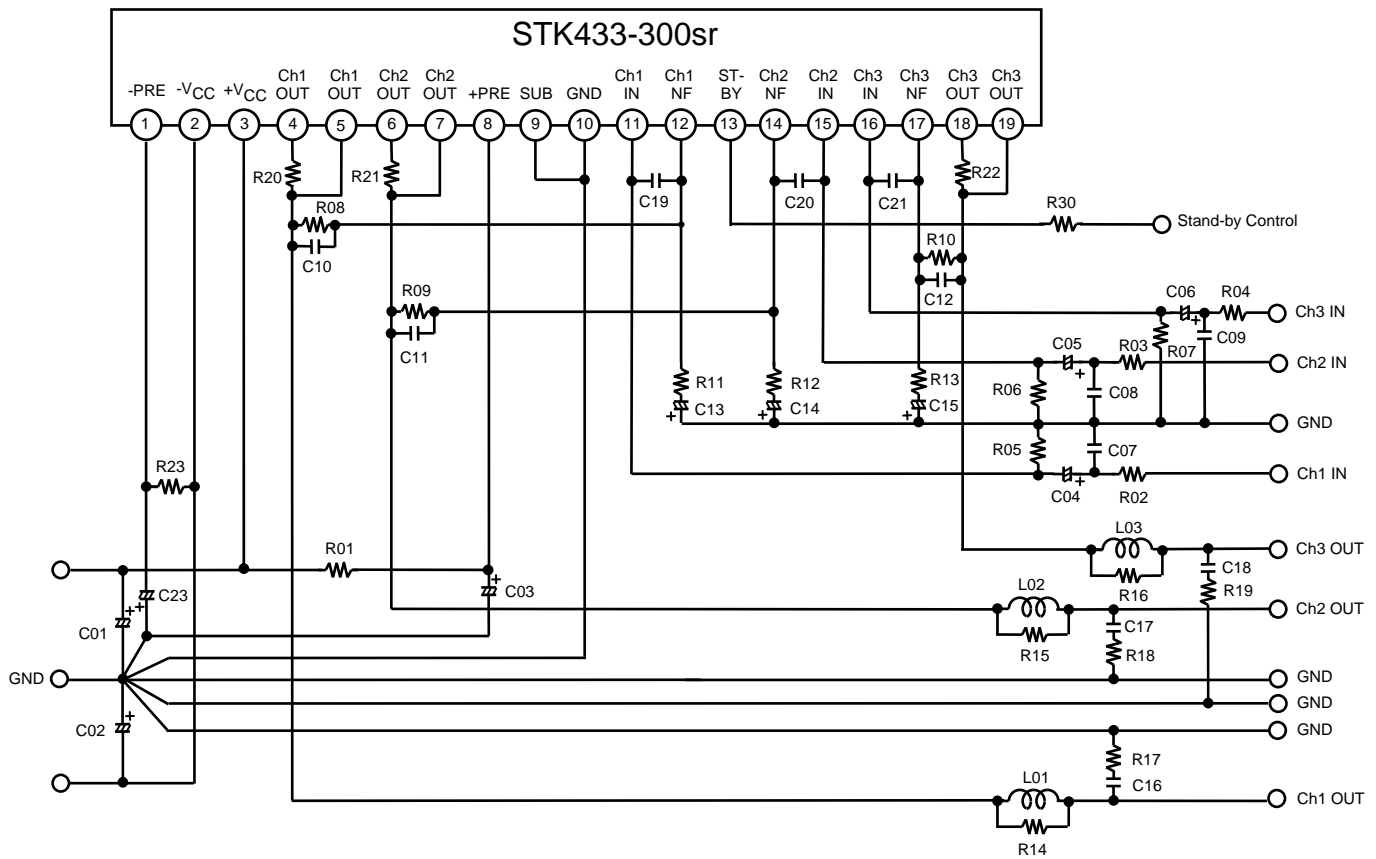 STK433-300sr
-PRE
-VCC
+VCC
Ch1 OUT
Ch1 OUT
Ch2 OUT
Ch2 OUT
+PRE
SUB
GND
Ch1 IN
Ch1 NF
ST-BY
Ch2 NF
Ch2 IN
Ch3 IN
Ch3 NF
Ch3 OUT
Ch3 OUT
1 2 3 4 5 6 7 8 9 10 11 12 13 14 15 16 17 18 19
R20
R21
R22
C19
C20
C21
R08
C10
R30
Stand-by Control
R10
C12
R09
C11
C06
+
R04
Ch3 IN
R07
C09
C05
+
R03
Ch2 IN
R11
R12
R13
R06
C08
+
C13
+
C14
+
C15
GND
R05
C07
R23
C04
+
R02
Ch1 IN
L03
Ch3 OUT
R01
+
C03
C18
R16
R19
+
C23
+
C01
L02
Ch2 OUT
C17
R15
R18
GND
GND
GND
+
C02
GND
R17
L01
C16
Ch1 OUT
R14